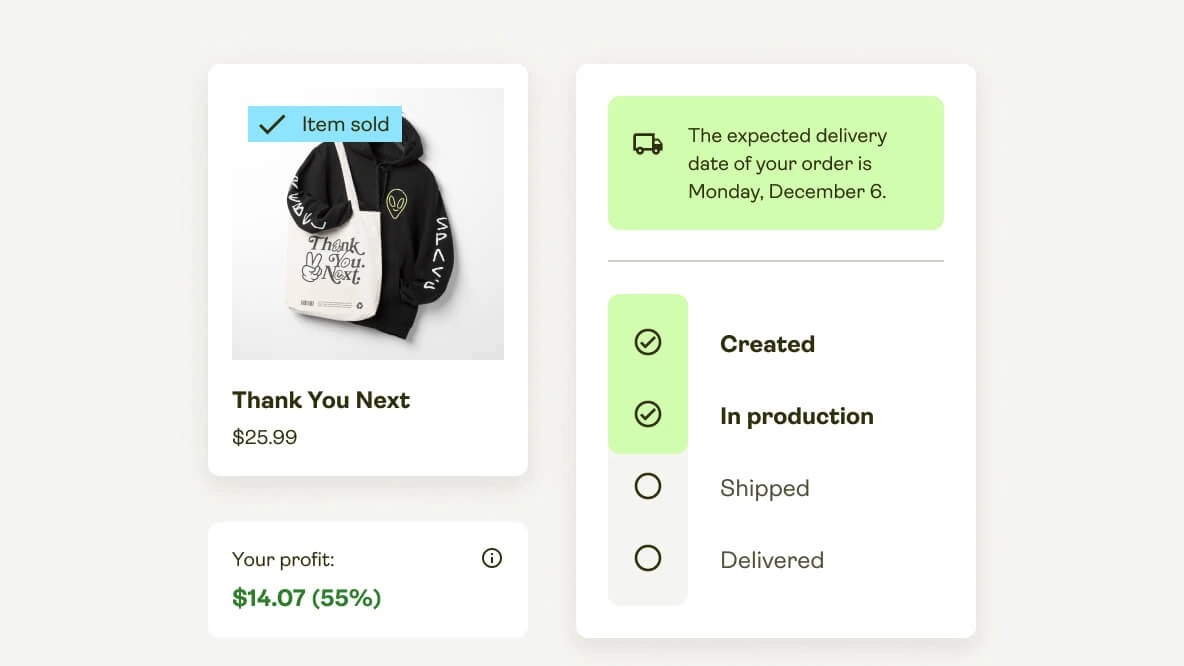 Item sold
Thank
You.
Next.
SPACE
Thank You Next
$25.99
Your profit:
$14.07 (55%)
The expected delivery
date of your order is
Monday, December 6.
Created
In production
Shipped
Delivered